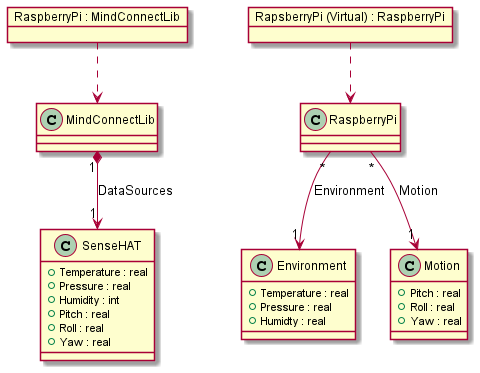 RaspberryPi : MindConnectLib
RapsberryPi (Virtual) : RaspberryPi
C MindConnectLib
C RaspberryPi
1
DataSources
1
* *
Environment
Motion
1
1
C SenseHAT
Temperature : real
Pressure : real
Humidity : int
Pitch : real
Roll : real
Yaw : real
C Environment
Temperature : real
Pressure : real
Humidty : real
C Motion
Pitch : real
Roll : real
Yaw : real